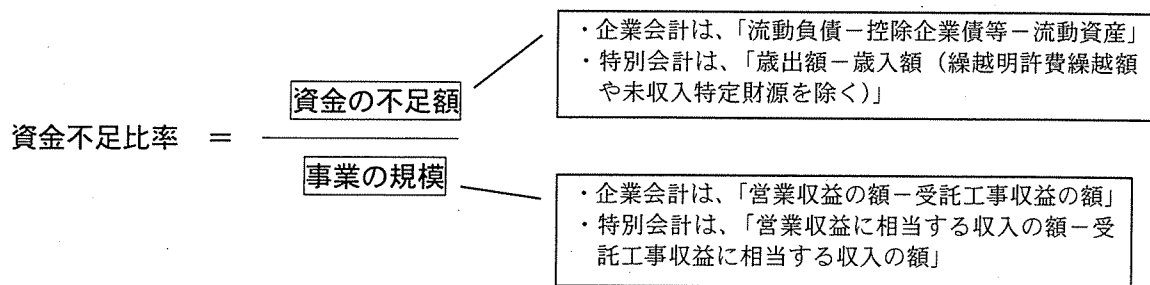 ・企業会計は、「流動負債－控除企業債等－流動資産」
・特別会計は、「歳出額－歳入額（繰越明許費繰越額
や未収入特定財源を除く）」
資金の不足額
資金不足比率 ＝
事業の規模
・企業会計は、「営業収益の額－受託工事収益の額」
・特別会計は、「営業収益に相当する収入の額－受
託工事収益に相当する収入の額」